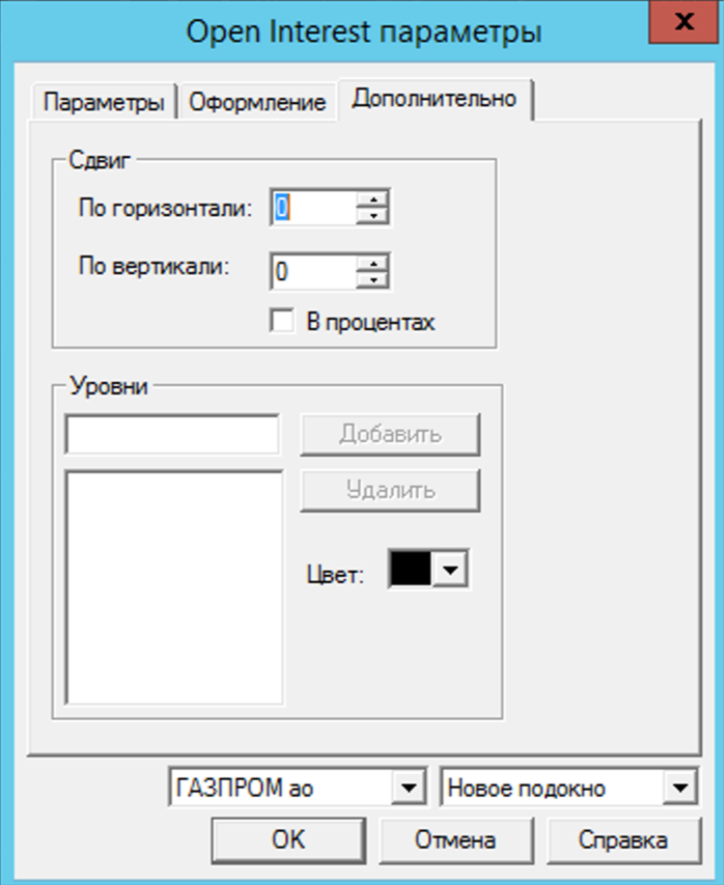 Open Interest параметры
x
Параметры Оформление Дополнительно
Сдвиг
По горизонтали: 0
По вертикали: 0
В процентах
Уровни
Добавить
Удалить
Цвет:
ГАЗПРОМ ао Новое подокно
OK Отмена Справка